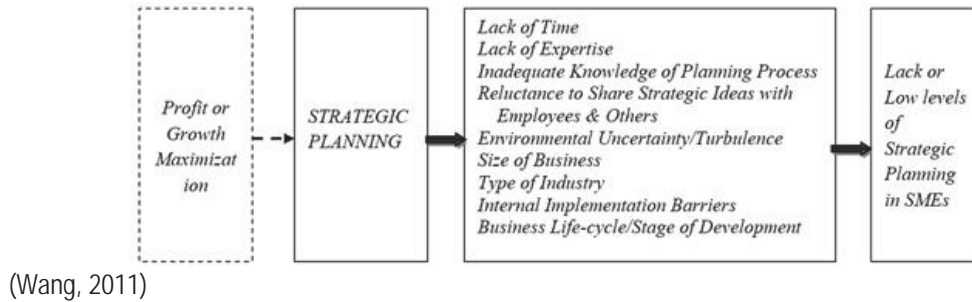 Profit or
Growth
Maximizat
ion
STRATEGIC
PLANNING
Lack of Time
Lack of Expertise
Inadequate Knowledge of Planning Process
Reluctance to Share Strategic Ideas with
Employees & Others
Environmental Uncertainty/Turbulence
Size of Business
Type of Industry
Internal Implementation Barriers
Business Life-cycle/Stage of Development
Lack or
Low levels
of
Strategic
Planning
in SMEs
(Wang, 2011)